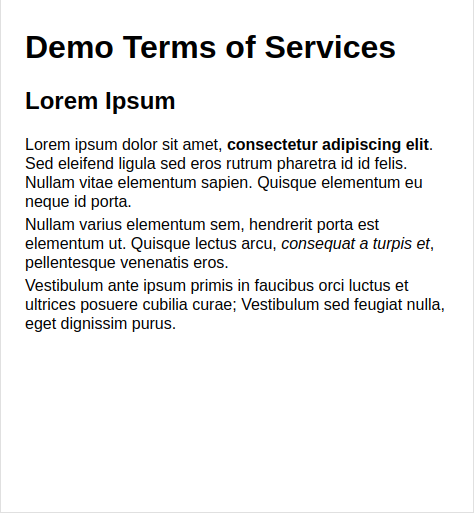 Demo Terms of Services
Lorem Ipsum
Lorem ipsum dolor sit amet, consectetur adipiscing elit.
Sed eleifend ligula sed eros rutrum pharetra id id felis.
Nullam vitae elementum sapien. Quisque elementum eu
neque id porta.
Nullam varius elementum sem, hendrerit porta est
elementum ut. Quisque lectus arcu, consequat a turpis et,
pellentesque venenatis eros.
Vestibulum ante ipsum primis in faucibus orci luctus et
ultrices posuere cubilia curae; Vestibulum sed feugiat nulla,
eget dignissim purus.